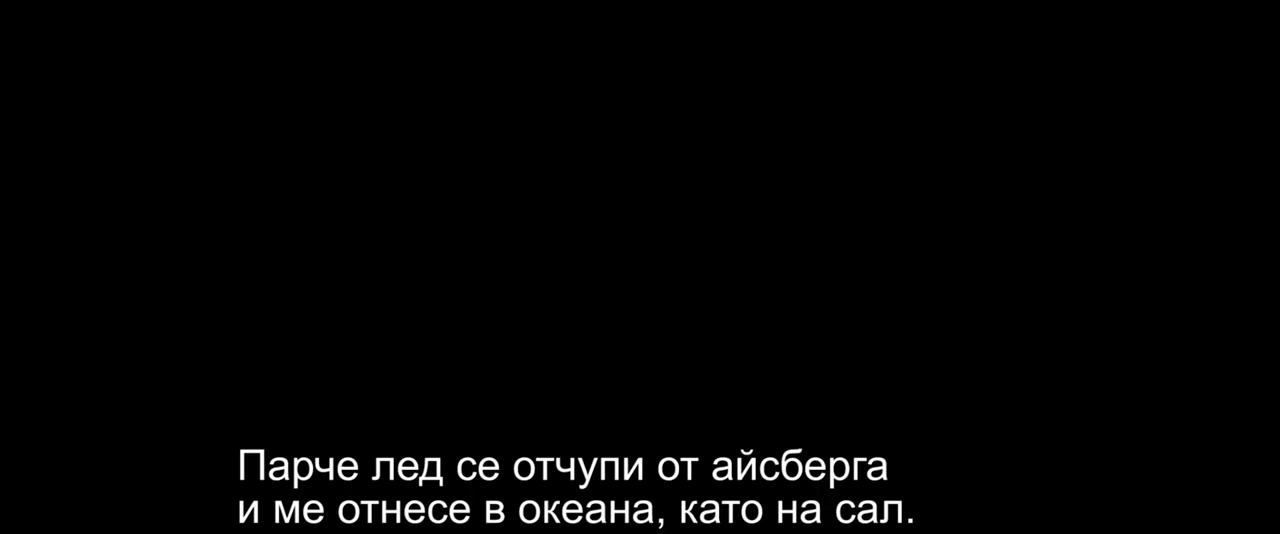 Парче лед се отчупи от айсберга
и ме отнесе в океана, като на сал.